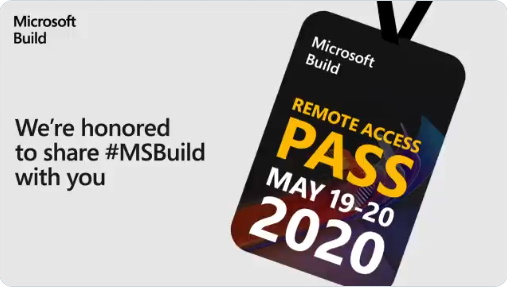 Microsoft
Build
We're honored
to share #MSBuild
with you
Microsoft
Build
REMOTE ACCESS
PASS
MAY 19-20
2020